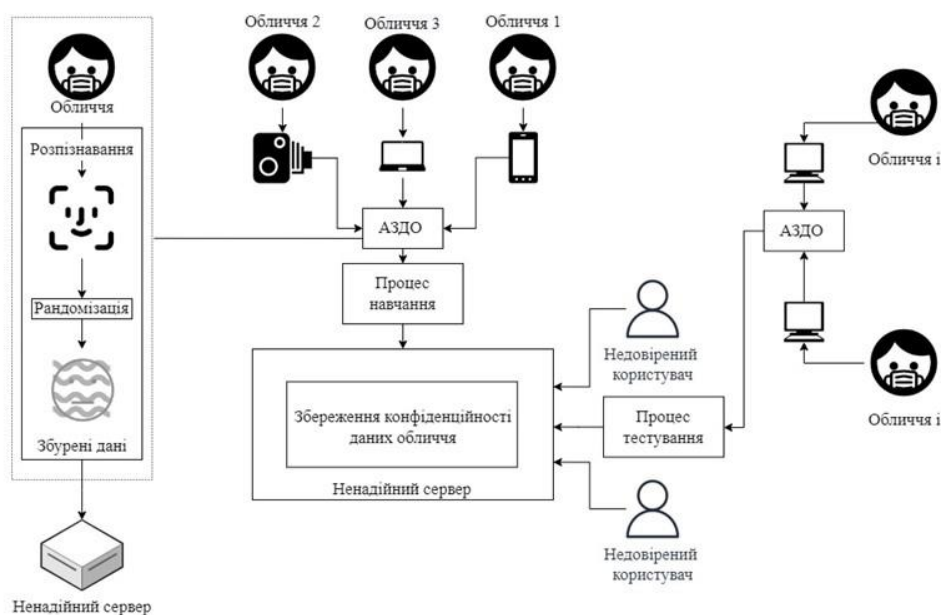 Обличчя
Розпізнавання
Рандомізація
Збурені дані
Ненадійний сервер
Обличчя 2
Обличчя 3
Обличчя 1
АЗДО
Процес
навчання
Збереження конфіденційності
даних обличчя
Ненадійний сервер
Недовірений
користувач
Процес
тестування
Недовірений
користувач
Обличчя і
АЗДО
Обличчя і